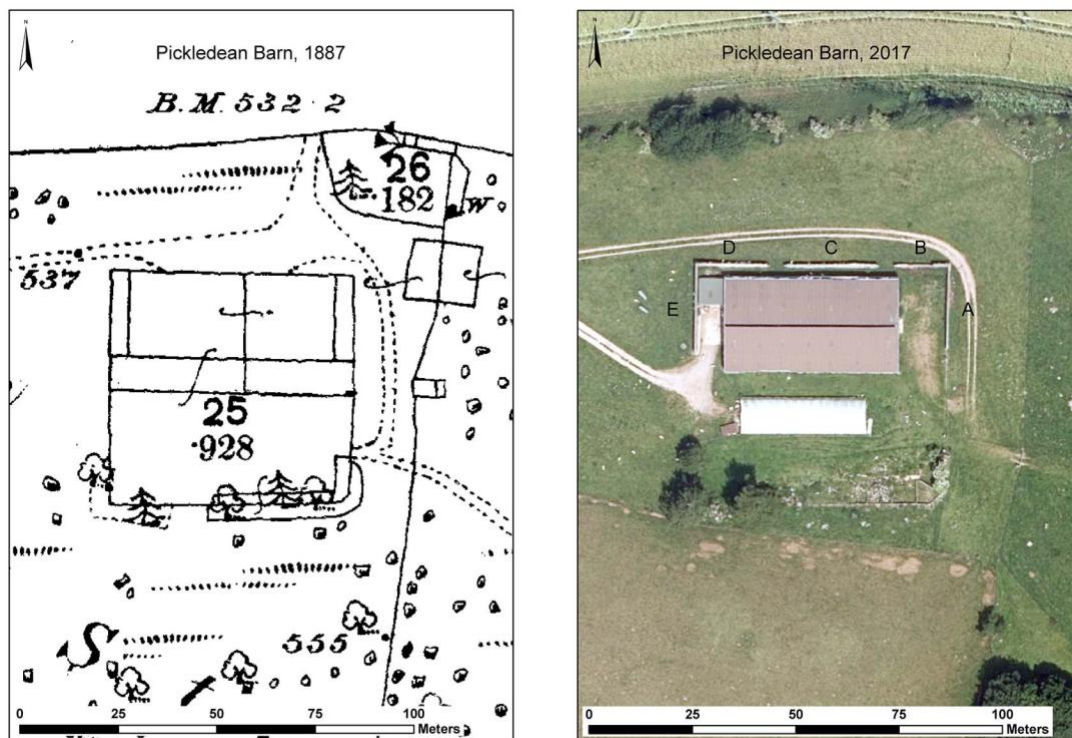 N
Pickledean Barn, 1887
B.M. 532·2
26
·182
W
537
25
·928
S
555
0 25 50 75 100
Meters
N
Pickledean Barn, 2017
D C B
E A
0 25 50 75 100
Meters